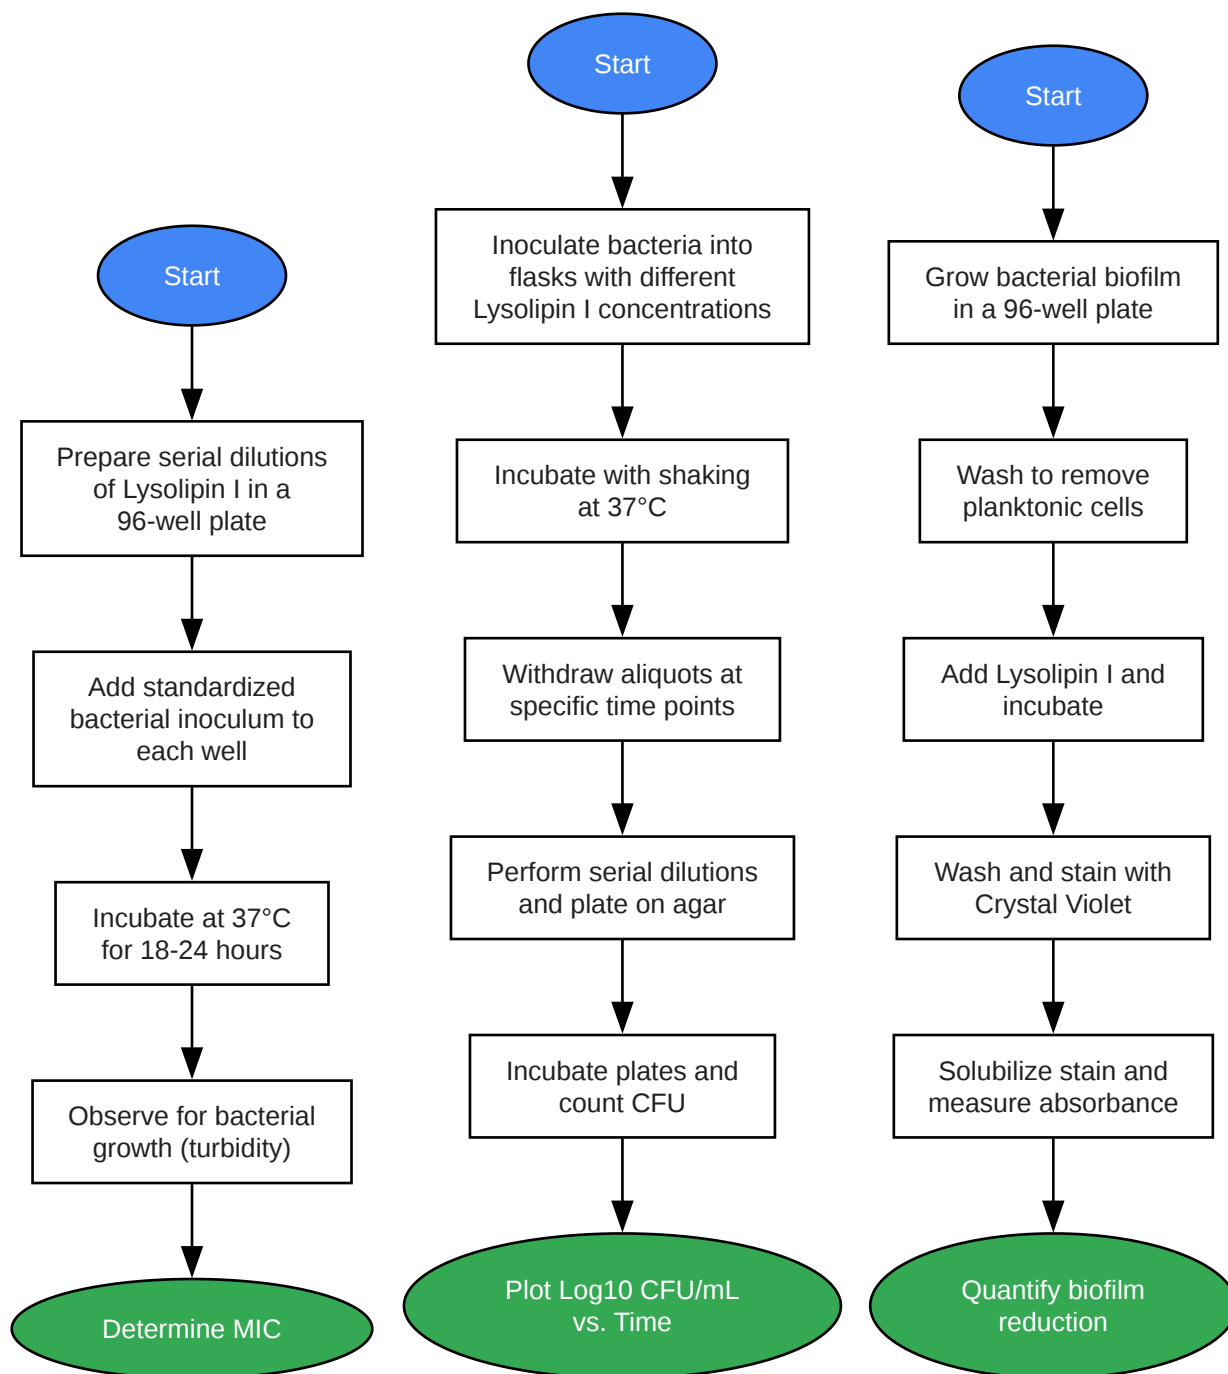 Start
Prepare serial dilutions
of Lysolipin I in a
96-well plate
Add standardized
bacterial inoculum to
each well
Incubate at 37°C
for 18-24 hours
Observe for bacterial
growth (turbidity)
Determine MIC
Start
Inoculate bacteria into
flasks with different
Lysolipin I concentrations
Incubate with shaking
at 37°C
Withdraw aliquots at
specific time points
Perform serial dilutions
and plate on agar
Incubate plates and
count CFU
Plot Log10 CFU/mL
vs. Time
Start
Grow bacterial biofilm
in a 96-well plate
Wash to remove
planktonic cells
Add Lysolipin I and
incubate
Wash and stain with
Crystal Violet
Solubilize stain and
measure absorbance
Quantify biofilm
reduction